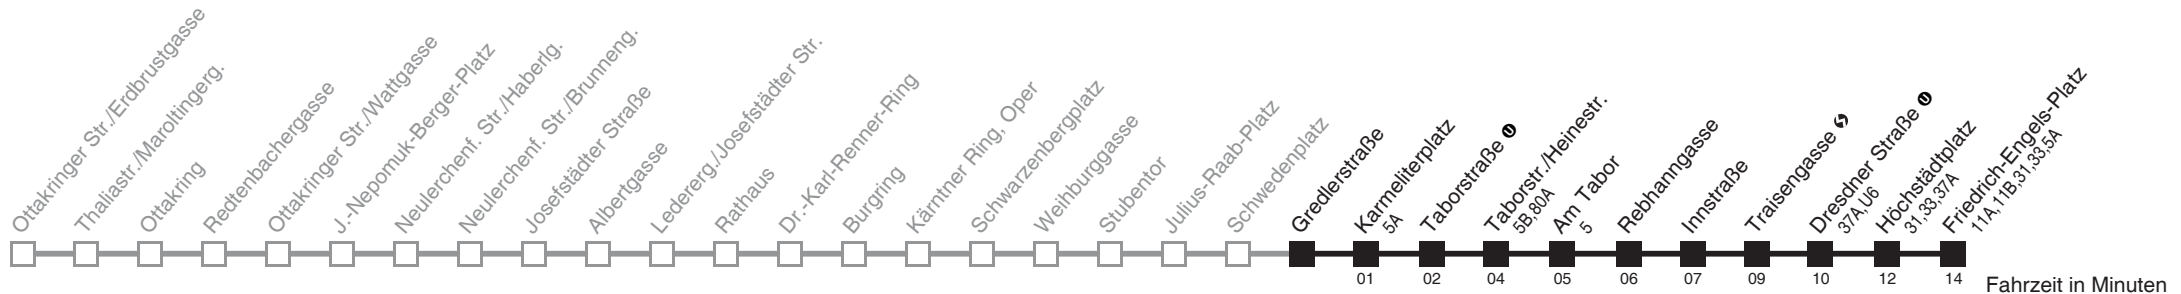 Ottakringer Str./Erdbrustgasse
Thaliastr./Maroltingerg.
Ottakring
Redtenbachergasse
Ottakringer Str./Wattgasse
J.-Nepomuk-Berger-Platz
Neulerchenf. Str./Haberlg.
Neulerchenf. Str./Brunneng.
Josefstädter Straße
Albertgasse
Ledererg./Josefstädter Str.
Rathaus
Dr.-Karl-Renner-Ring
Burgring
Kärntner Ring, Oper
Schwarzenbergplatz
Weihburggasse
Stubentor
Julius-Raab-Platz
Schwedenplatz
Gredlerstraße
Karmeliterplatz
5A
Taborstraße U
Taborstr./Heinestr.
5B,80A
Am Tabor
5
Rebhanngasse
Innstraße
Traisengasse S
Dresdner Straße U
37A,U6
Höchstädtplatz
31,33,37A
Friedrich-Engels-Platz
11A,11B,31,33,5A
01 02 04 05 06 07 09 10 12 14 Fahrzeit in Minuten